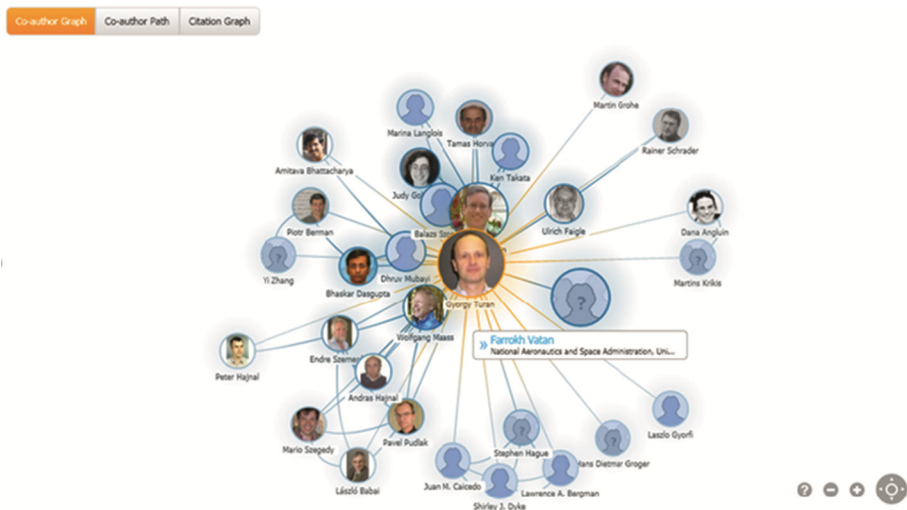 Co-author Graph Co-author Path Citation Graph
Martin Grohe
Marina Langlois
Tamas Horva
Rainer Schrader
Amitava Bhattacharya
Ken Takata
Judy Go
Piotr Berman
Balazs Szo
Ulrich Faigle
Dana Angluin
Yi Zhang
Dhruv Mubayi
Martins Krikis
Bhaskar Dasgupta
Gyorgy Turan
Wolfgang Maass
» Farrokh Vatan
National Aeronautics and Space Administration, Uni...
Endre Szeme
Peter Hajnal
Andras Hajnal
Laszlo Gyorfi
Mario Szegedy
Pavel Pudlak
Stephen Hague
Hans Dietmar Groger
László Babai
Juan M. Caicedo
Lawrence A. Bergman
Shirley J. Dyke